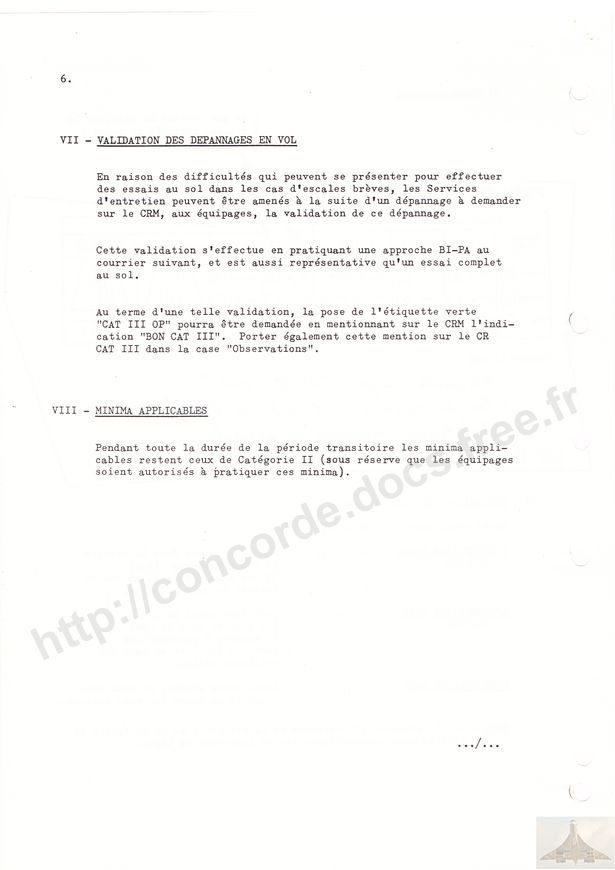 6.
VII - VALIDATION DES DEPANNAGES EN VOL
En raison des difficultés qui peuvent se présenter pour effectuer
des essais au sol dans les cas d'escales brèves, les Services
d'entretien peuvent être amenés à la suite d'un dépannage à demander
sur le CRM, aux équipages, la validation de ce dépannage.
Cette validation s'effectue en pratiquant une approche BI-PA au
courrier suivant, et est aussi représentative qu'un essai complet
au sol.
Au terme d'une telle validation, la pose de l'étiquette verte
"CAT III OP" pourra être demandée en mentionnant sur le CRM l'indi-
cation "BON CAT III". Porter également cette mention sur le CR
CAT III dans la case "Observations".
VIII - MINIMA APPLICABLES
Pendant toute la durée de la période transitoire les minima appli-
cables restent ceux de Catégorie II (sous réserve que les équipages
soient autorisés à pratiquer ces minima).
http://concorde.docs.free.fr
.../...